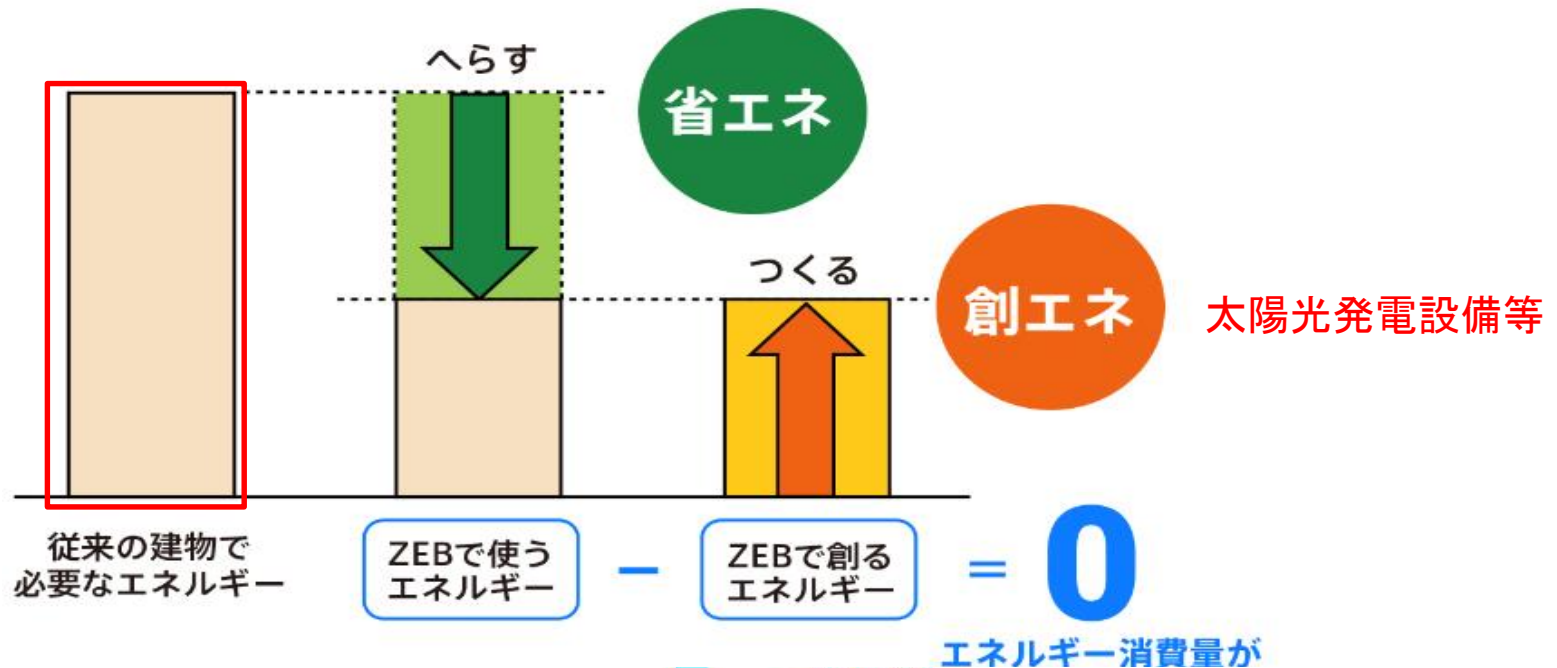 へらす
省エネ
つくる
創エネ
太陽光発電設備等
従来の建物で
必要なエネルギー
ZEBで使う
エネルギー
－
ZEBで創る
エネルギー
＝
0
エネルギー消費量が